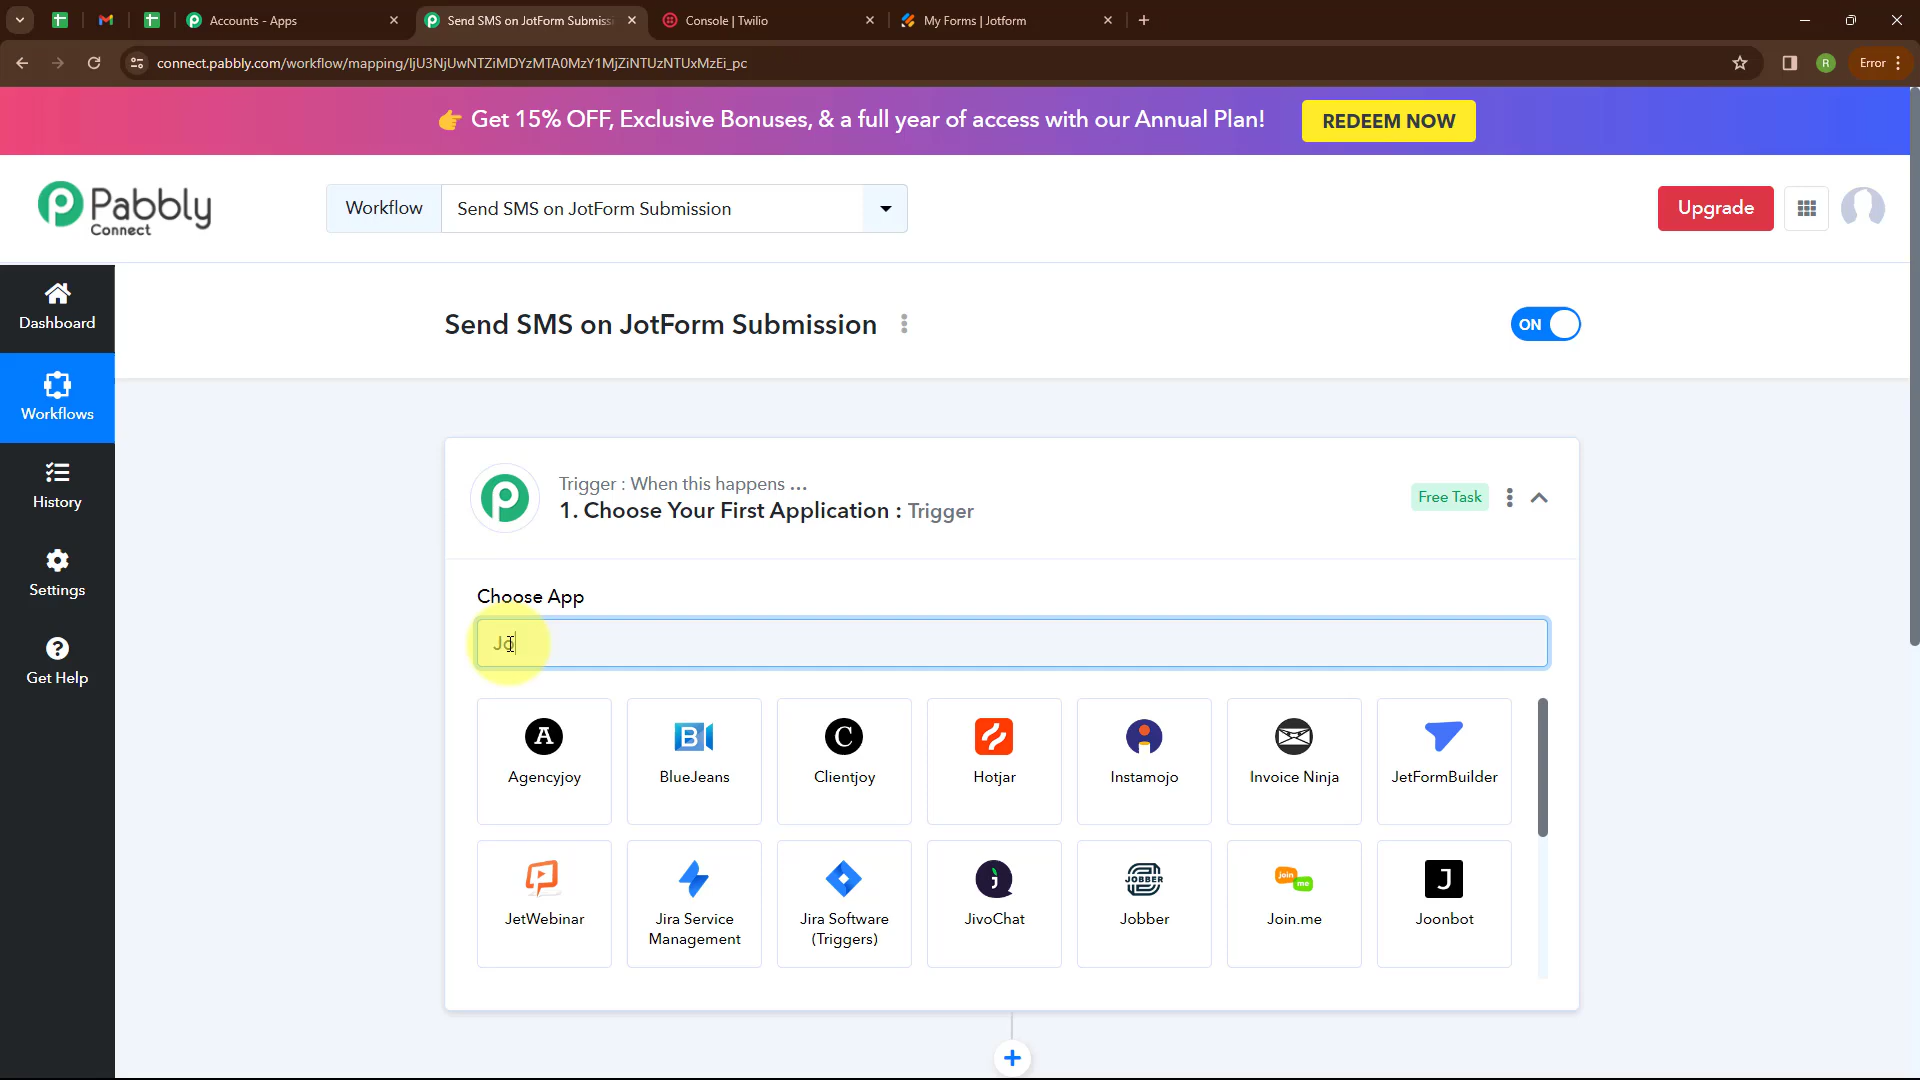 Accounts - Apps
Send SMS on JotForm Submiss
Console | Twilio
My Forms | Jotform
connect.pabbly.com/workflow/mapping/IjU3NjUwNTZiMDYzMTA0MzY1MjZiNTUzNTUxMzEi_pc
R
Error
👉 Get 15% OFF, Exclusive Bonuses, & a full year of access with our Annual Plan!
REDEEM NOW
Pabbly
Connect
Workflow
Send SMS on JotForm Submission
Upgrade
Dashboard
Workflows
History
Settings
Get Help
Send SMS on JotForm Submission
ON
Trigger : When this happens ...
1. Choose Your First Application : Trigger
Free Task
Choose App
Jo
Agencyjoy
BlueJeans
Clientjoy
Hotjar
Instamojo
Invoice Ninja
JetFormBuilder
JetWebinar
Jira Service
Management
Jira Software
(Triggers)
JivoChat
JOBBER
Jobber
join
me
Join.me
J
Joonbot